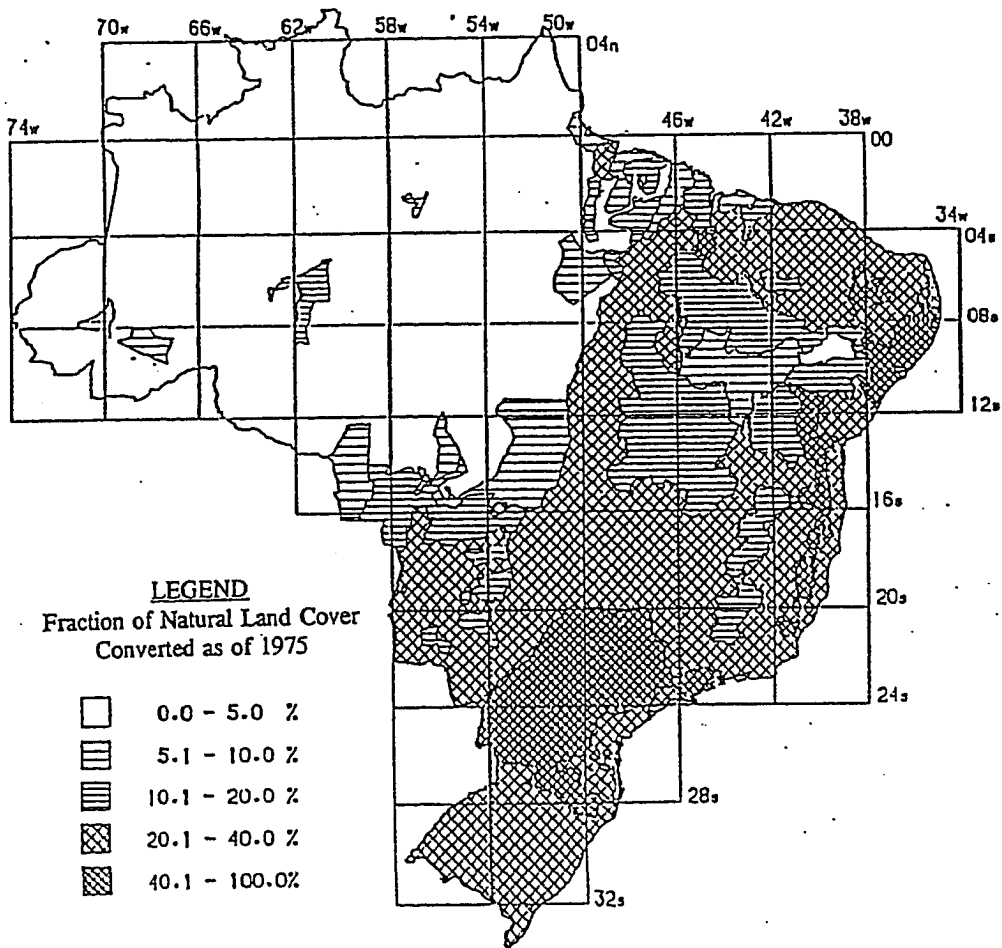 70w 66w 62w 58w 54w 50w
04n
74w 46w 42w 38w
00
34w
04s
08s
12s
16s
LEGEND
Fraction of Natural Land Cover
Converted as of 1975
20s
24s
0.0 - 5.0 %
5.1 - 10.0 %
10.1 - 20.0 %
28s
20.1 - 40.0 %
40.1 - 100.0%
32s